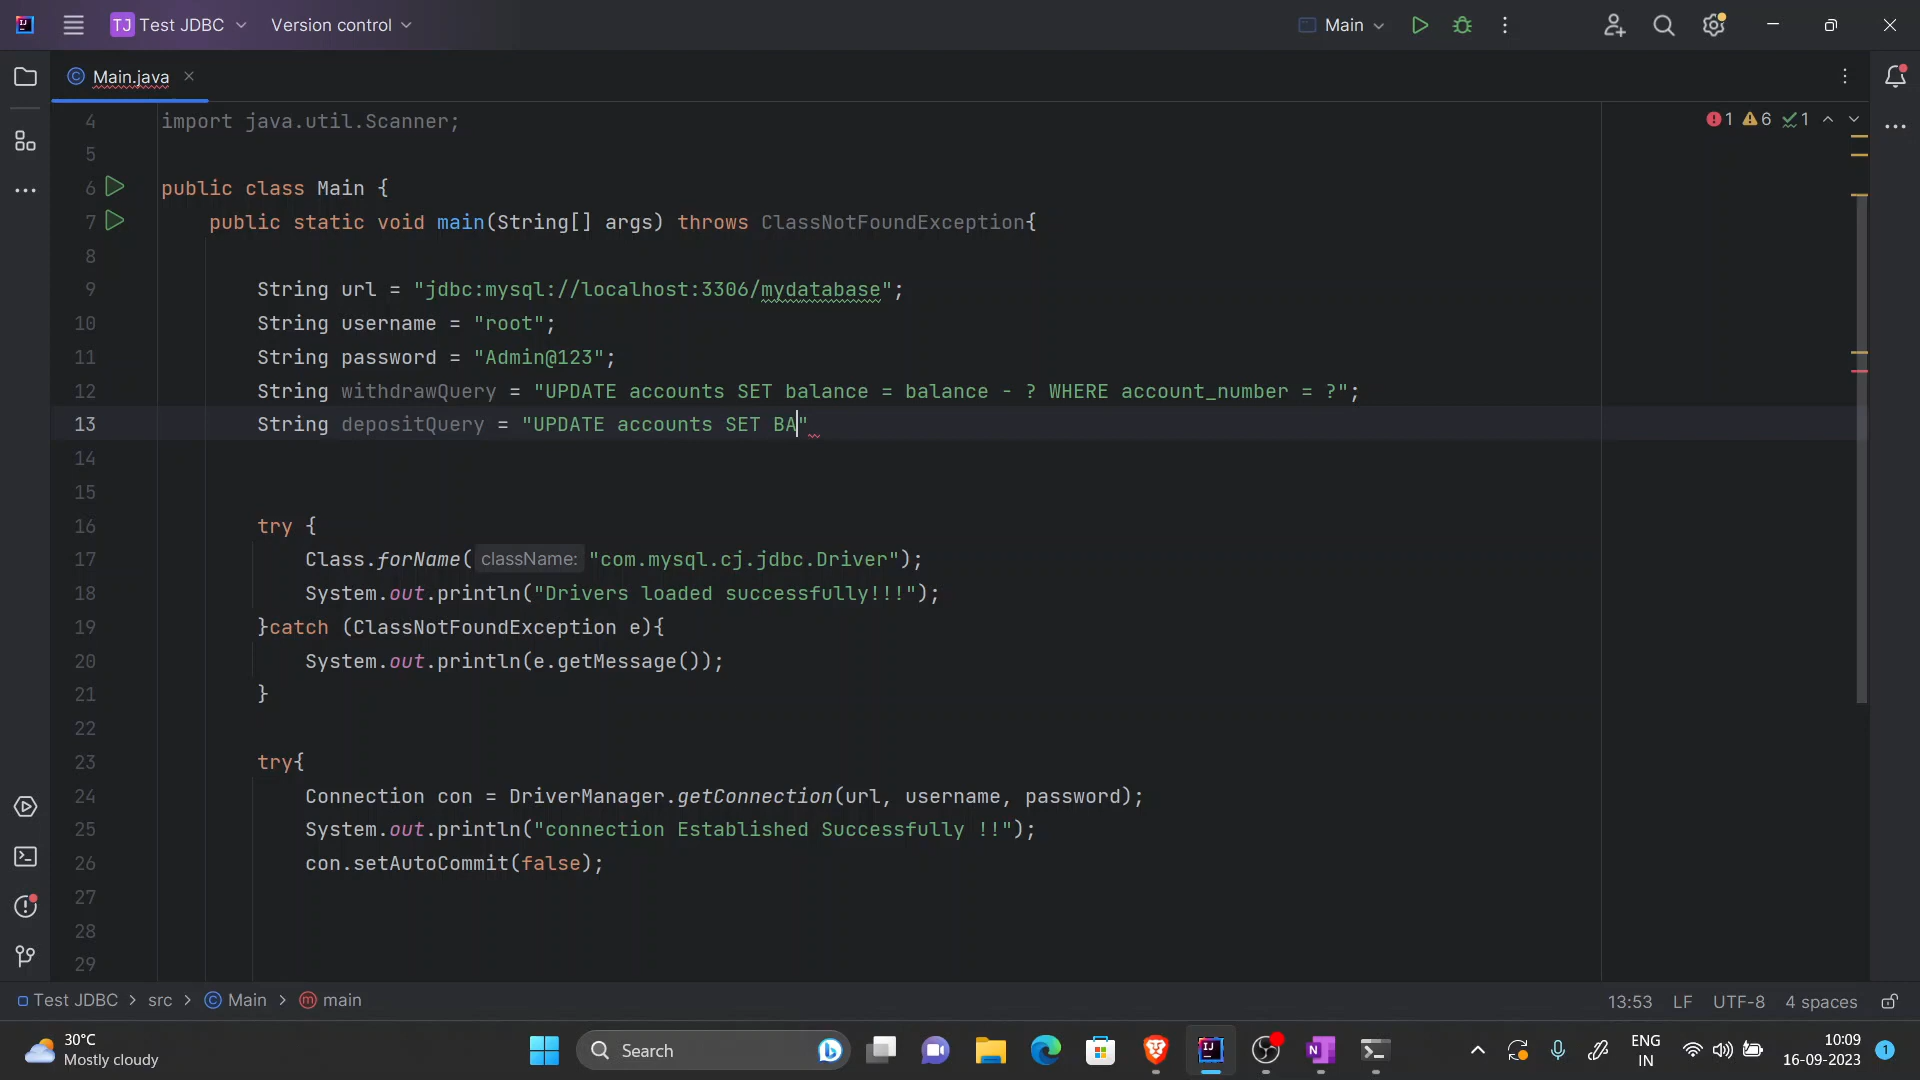 TJ Test JDBC Version control Main
Main.java
1 6 1
4 import java.util.Scanner;
5
6 public class Main {
7 public static void main(String[] args) throws ClassNotFoundException{
8
9 String url = "jdbc:mysql://localhost:3306/mydatabase";
10 String username = "root";
11 String password = "Admin@123";
12 String withdrawQuery = "UPDATE accounts SET balance = balance - ? WHERE account_number = ?";
13 String depositQuery = "UPDATE accounts SET BA"
14
15
16 try {
17 Class.forName( className: "com.mysql.cj.jdbc.Driver");
18 System.out.println("Drivers loaded successfully!!!");
19 }catch (ClassNotFoundException e){
20 System.out.println(e.getMessage());
21 }
22
23 try{
24 Connection con = DriverManager.getConnection(url, username, password);
25 System.out.println("connection Established Successfully !!");
26 con.setAutoCommit(false);
27
28
29
Test JDBC > src > Main > main 13:53 LF UTF-8 4 spaces
30°C
Mostly cloudy
Search
ENG
IN
10:09
16-09-2023
1